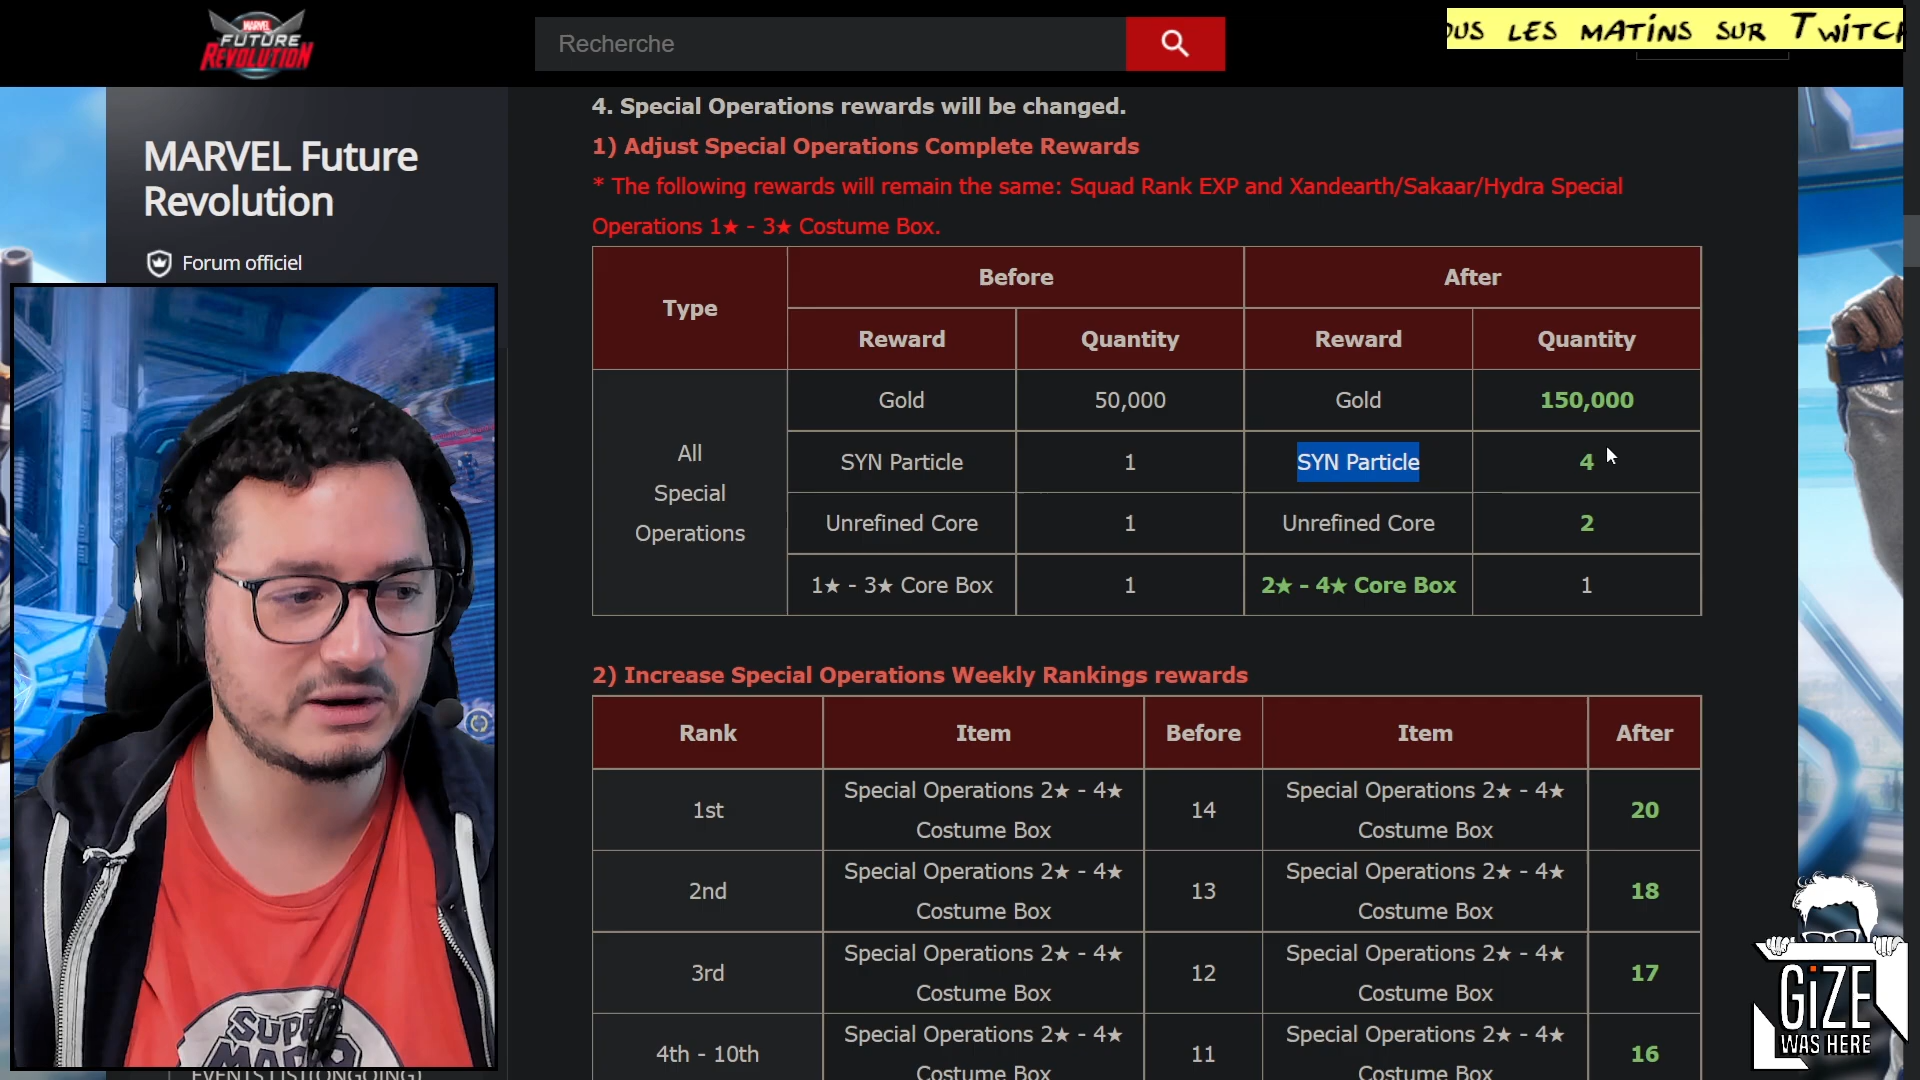 MARVEL
FUTURE
REVOLUTION
Recherche
OUS LES MATINS SUR TWITCH
MARVEL Future
Revolution
Forum officiel
4. Special Operations rewards will be changed.
1) Adjust Special Operations Complete Rewards
* The following rewards will remain the same: Squad Rank EXP and Xandearth/Sakaar/Hydra Special
Operations 1★ - 3★ Costume Box.
Type Before After
Reward Quantity Reward Quantity
All
Special
Operations
Gold 50,000 Gold 150,000
SYN Particle 1 SYN Particle 4
Unrefined Core 1 Unrefined Core 2
1★ - 3★ Core Box 1 2★ - 4★ Core Box 1
2) Increase Special Operations Weekly Rankings rewards
Rank Item Before Item After
1st Special Operations 2★ - 4★ Costume Box 14 Special Operations 2★ - 4★ Costume Box 20
2nd Special Operations 2★ - 4★ Costume Box 13 Special Operations 2★ - 4★ Costume Box 18
3rd Special Operations 2★ - 4★ Costume Box 12 Special Operations 2★ - 4★ Costume Box 17
4th - 10th Special Operations 2★ - 4★ Costume Box 11 Special Operations 2★ - 4★ Costume Box 16
SUPER
MARIO
EVENTS LIST(ONGOING)
GiZE
WAS HERE